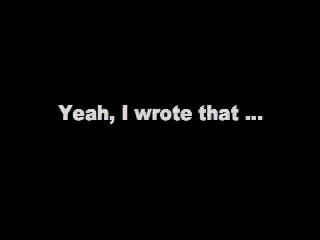 Yeah, I wrote that ...